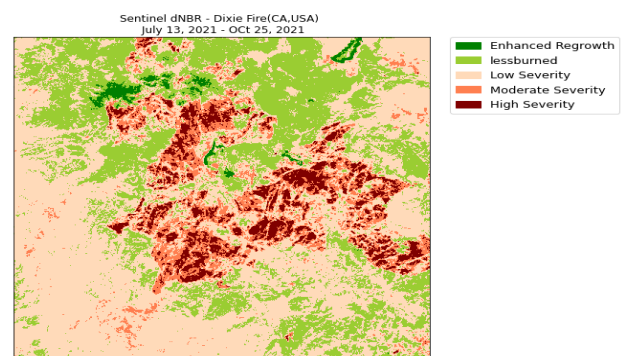 Sentinel dNBR - Dixie Fire(CA,USA)
July 13, 2021 - OCt 25, 2021
Enhanced Regrowth
lessburned
Low Severity
Moderate Severity
High Severity